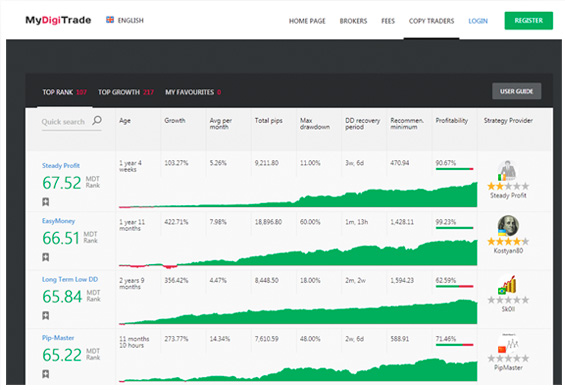 MyDigiTrade ENGLISH HOME PAGE BROKERS FEES COPY TRADERS LOGIN REGISTER
TOP RANK 107 TOP GROWTH 217 MY FAVOURITES 0 USER GUIDE
Quick search Age Growth Avg per month Total pips Max drawdown DD recovery period Recommen. minimum Profitability Strategy Provider
Steady Profit
67.52 MDT Rank
1 year 4 weeks 103.27% 5.26% 9,211.80 11.00% 3w, 6d 470.94 90.67%
Steady Profit
EasyMoney
66.51 MDT Rank
1 year 11 months 422.71% 7.98% 18,896.80 60.00% 1m, 13h 1,428.11 99.23%
Kostyan80
Long Term Low DD
65.84 MDT Rank
2 years 9 months 356.42% 4.47% 8,448.50 18.00% 2m, 2w 1,594.23 62.59%
Sk0ll
Pip-Master
65.22 MDT Rank
11 months 10 hours 273.77% 14.34% 7,610.59 48.00% 2w, 6d 588.91 71.46%
PipMaster